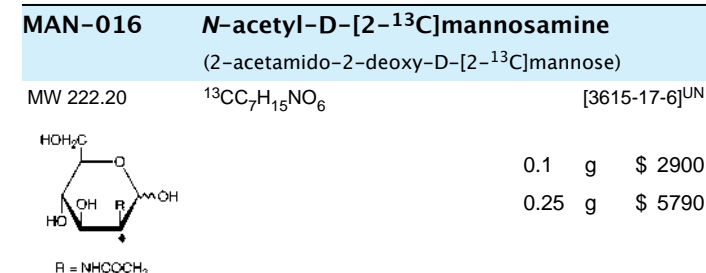 MAN-016 N-acetyl-D-[2-¹³C]mannosamine
(2-acetamido-2-deoxy-D-[2-¹³C]mannose)
MW 222.20 ¹³CC₇H₁₅NO₆ [3615-17-6]ᵁᴺ
HOH₂C
O
0.1 g $ 2900
OH R OH
0.25 g $ 5790
HO
R = NHCOCH₃